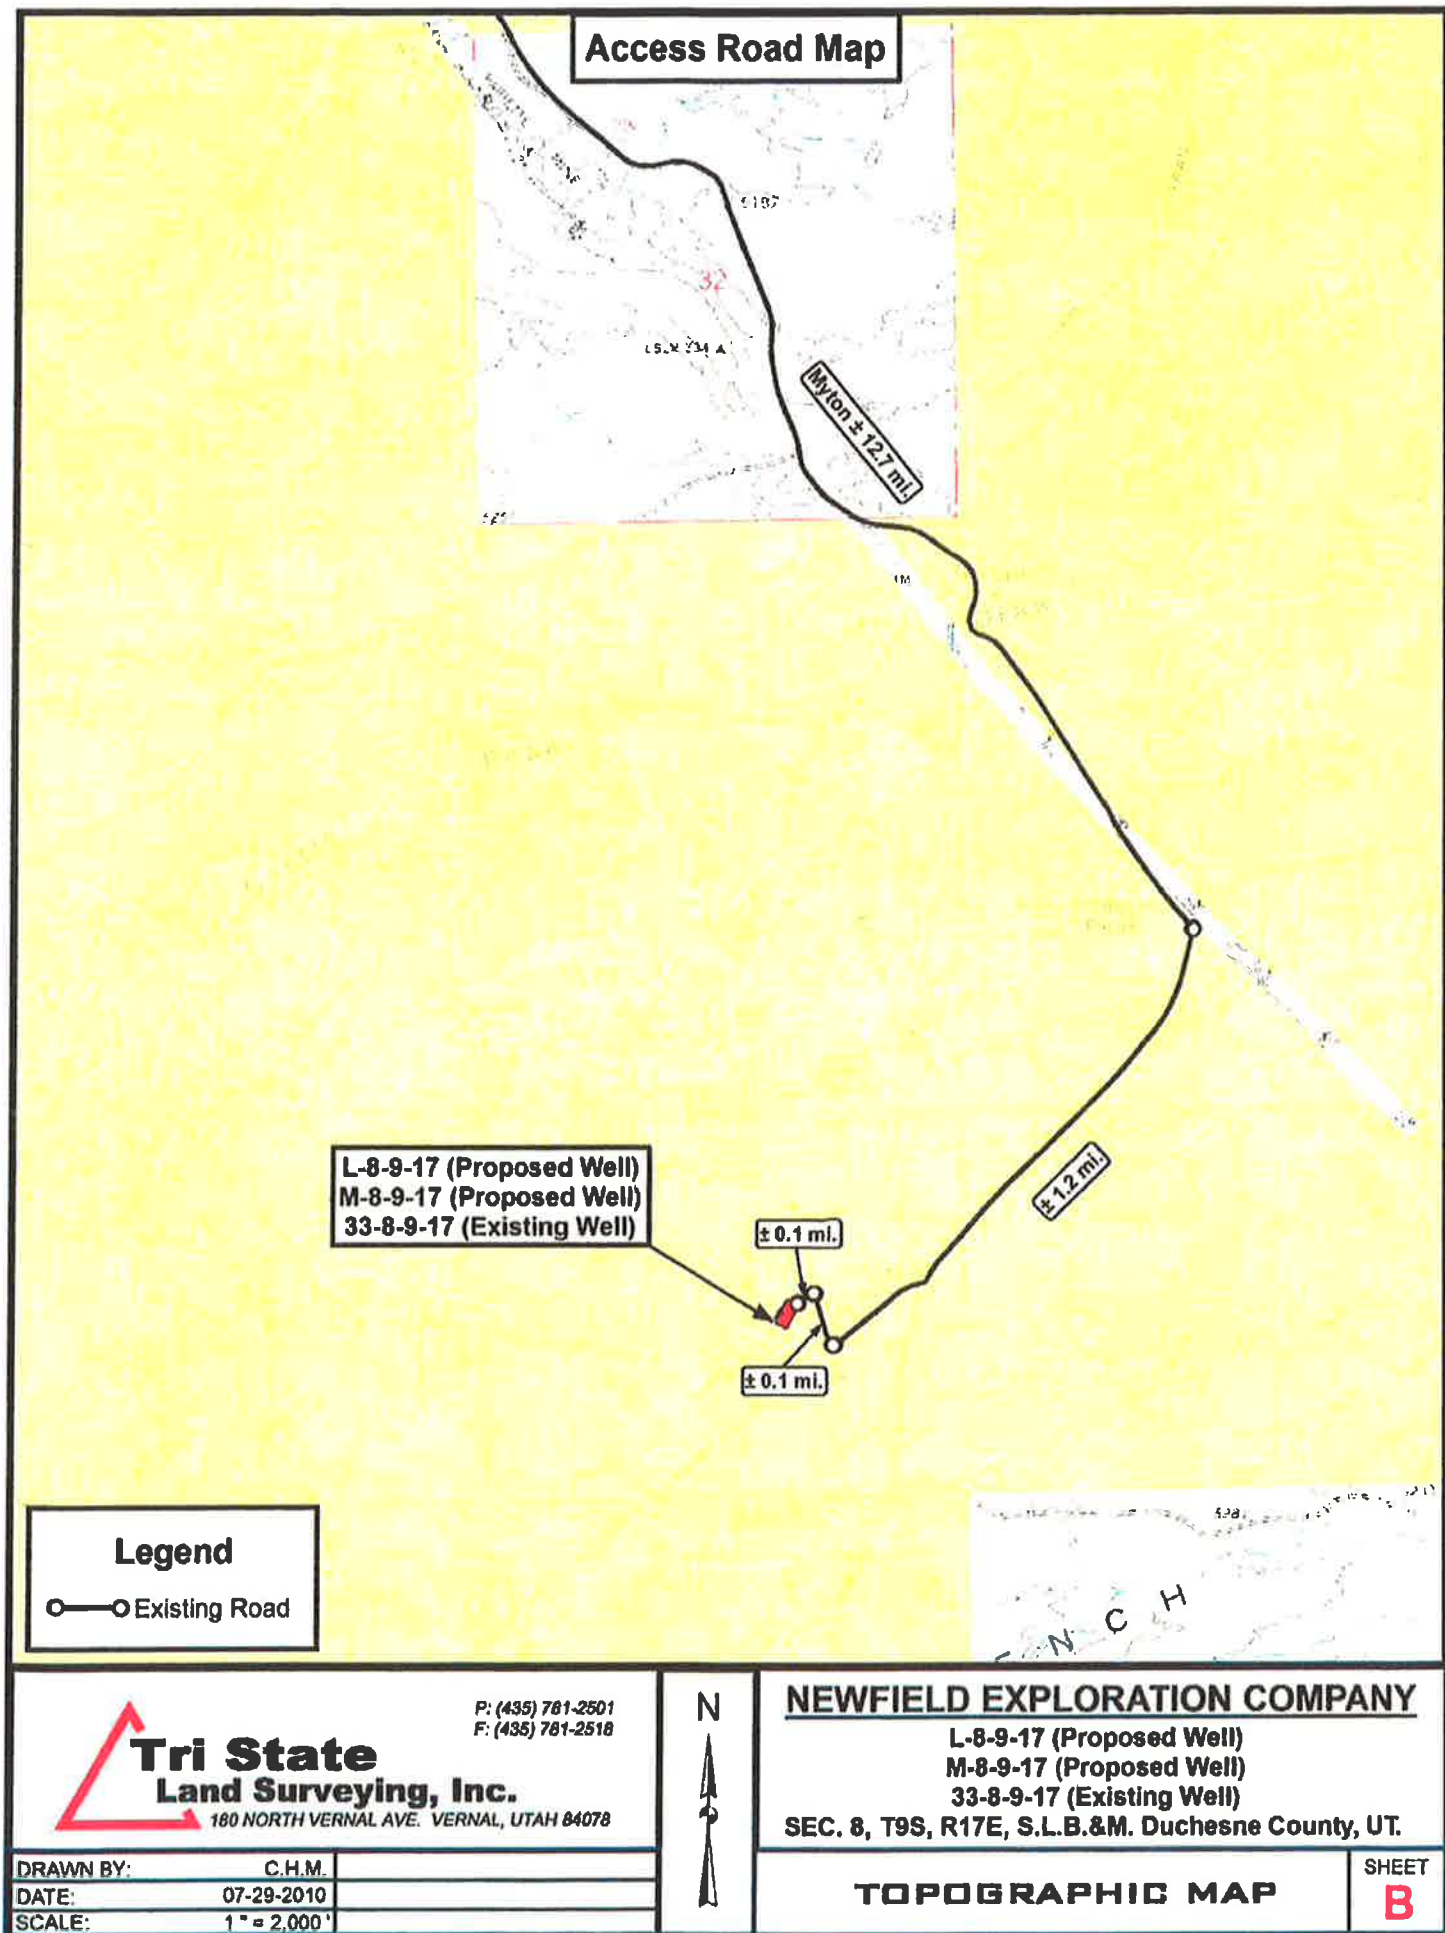 Access Road Map
MINE
5187
32
Myton ± 12.7 mi.
± 1.2 mi.
L-8-9-17 (Proposed Well)
M-8-9-17 (Proposed Well)
33-8-9-17 (Existing Well)
± 0.1 mi.
± 0.1 mi.
N C H
Legend
Existing Road
P: (435) 781-2501
F: (435) 781-2518
Tri State
Land Surveying, Inc.
180 NORTH VERNAL AVE. VERNAL, UTAH 84078
N
NEWFIELD EXPLORATION COMPANY
L-8-9-17 (Proposed Well)
M-8-9-17 (Proposed Well)
33-8-9-17 (Existing Well)
SEC. 8, T9S, R17E, S.L.B.&M. Duchesne County, UT.
DRAWN BY: C.H.M.
DATE: 07-29-2010
SCALE: 1" = 2,000'
TOPOGRAPHIC MAP
SHEET
B